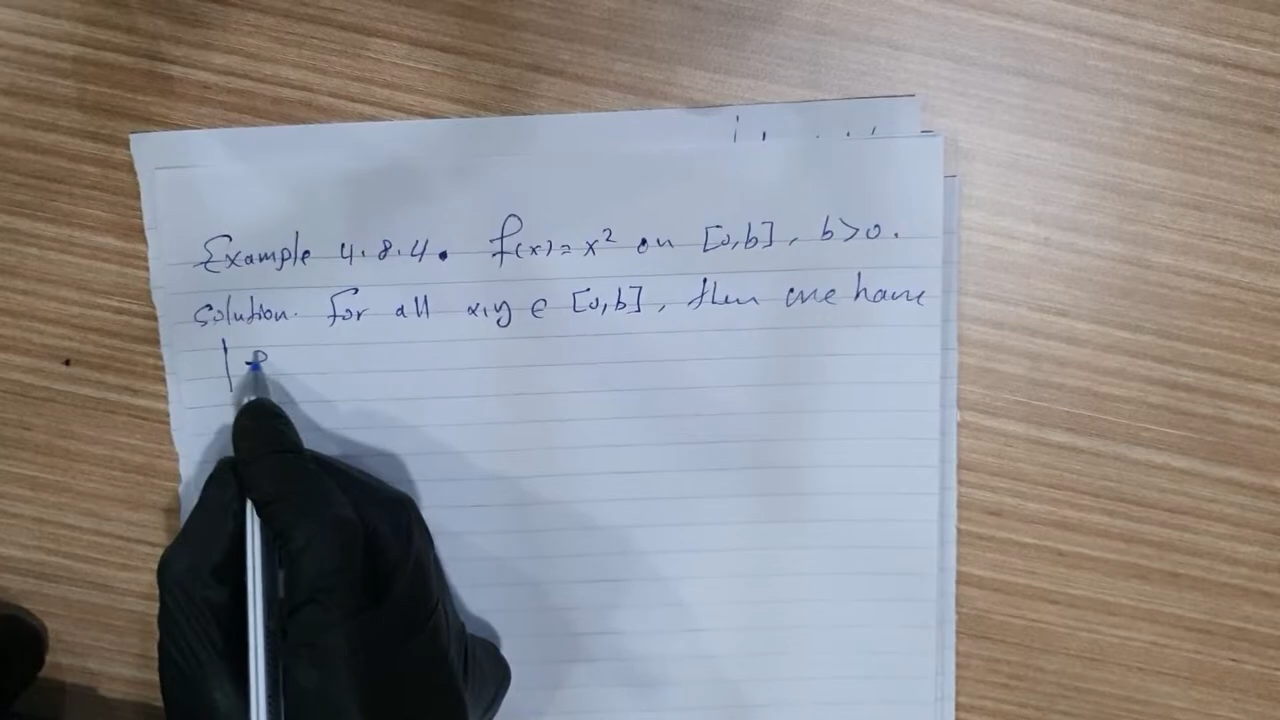 Example 4.8.4. f(x) = x² on [0,b], b>0.
solution. for all x,y ∈ [0,b], then one have
|